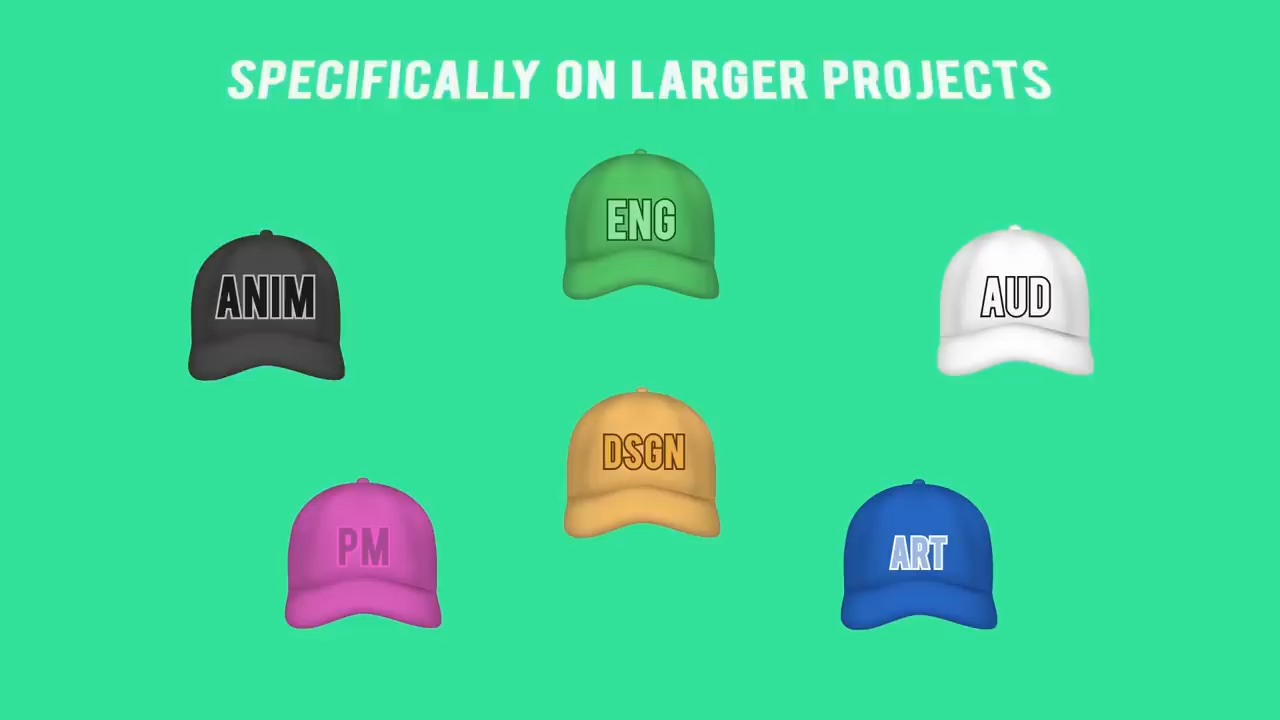 SPECIFICALLY ON LARGER PROJECTS
ENG
ANIM
AUD
DSGN
PM
ART